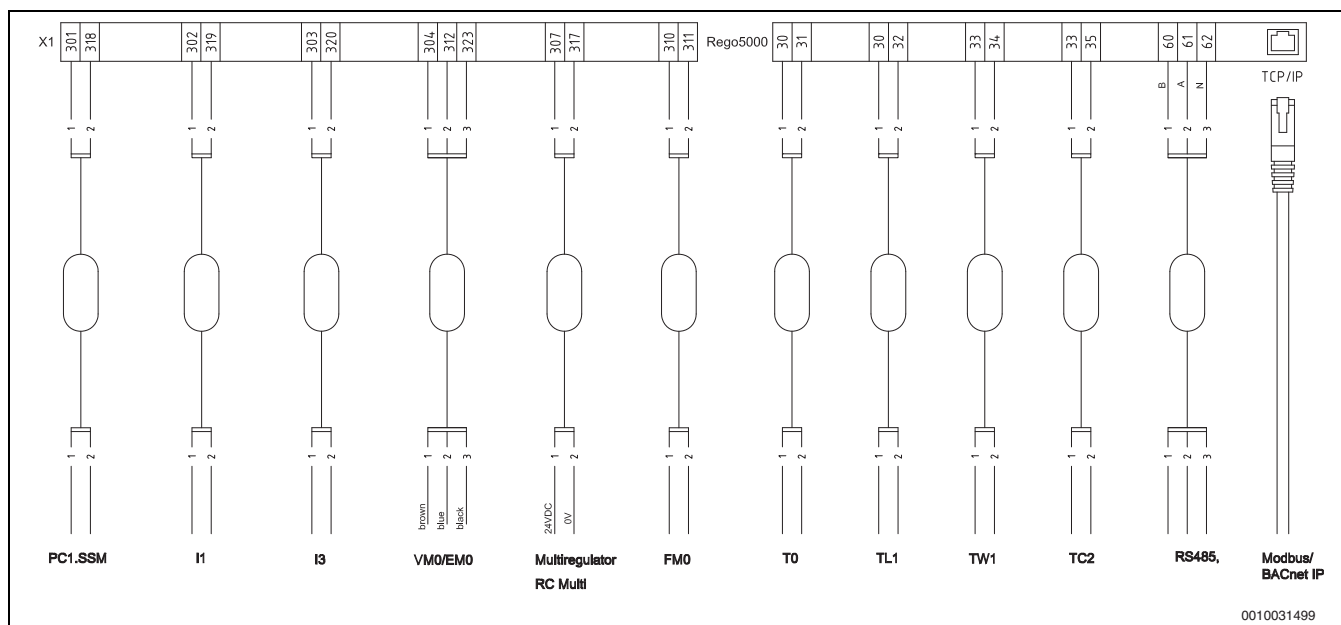 X1 301 318 302 319 303 320 304 312 323 307 317 310 311 Rego5000 30 31 30 32 33 34 33 35 60 61 62
TCP/IP
B A N
1 2 1 2 1 2 1 2 3 1 2 1 2 1 2 1 2 1 2 1 2 1 2 3
1 2 1 2 1 2 1 2 3 1 2 1 2 1 2 1 2 1 2 1 2 1 2 3
brown blue black 24VDC 0V
PC1.SSM I1 I3 VM0/EM0 Multiregulator FM0 T0 TL1 TW1 TC2 RS485, Modbus/
RC Multi BACnet IP
0010031499